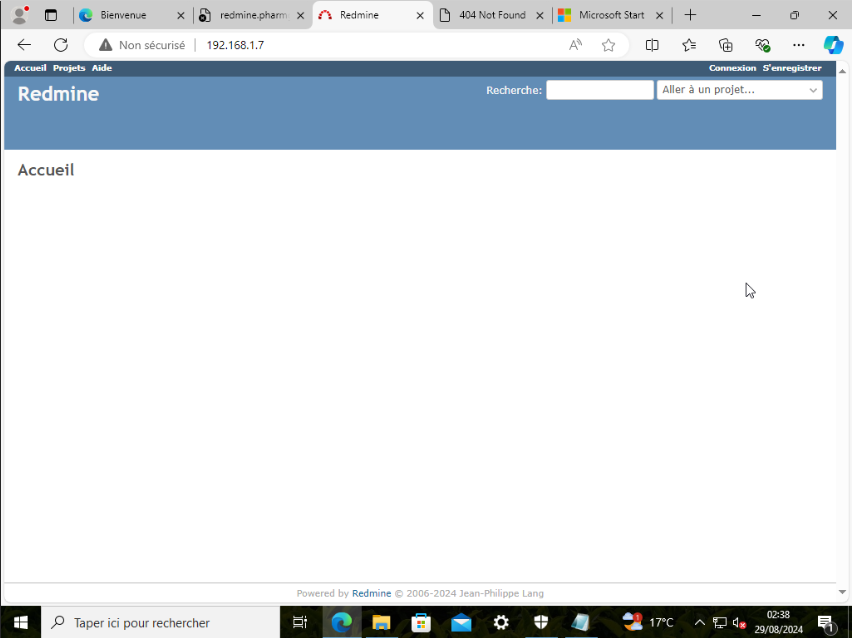 Bienvenue
redmine.pharm
Redmine
404 Not Found
Microsoft Start
Non sécurisé
192.168.1.7
Accueil Projets Aide
Connexion S'enregistrer
Redmine
Recherche:
Aller à un projet...
Accueil
Powered by Redmine © 2006-2024 Jean-Philippe Lang
Taper ici pour rechercher
1
17°C
02:38
29/08/2024
1